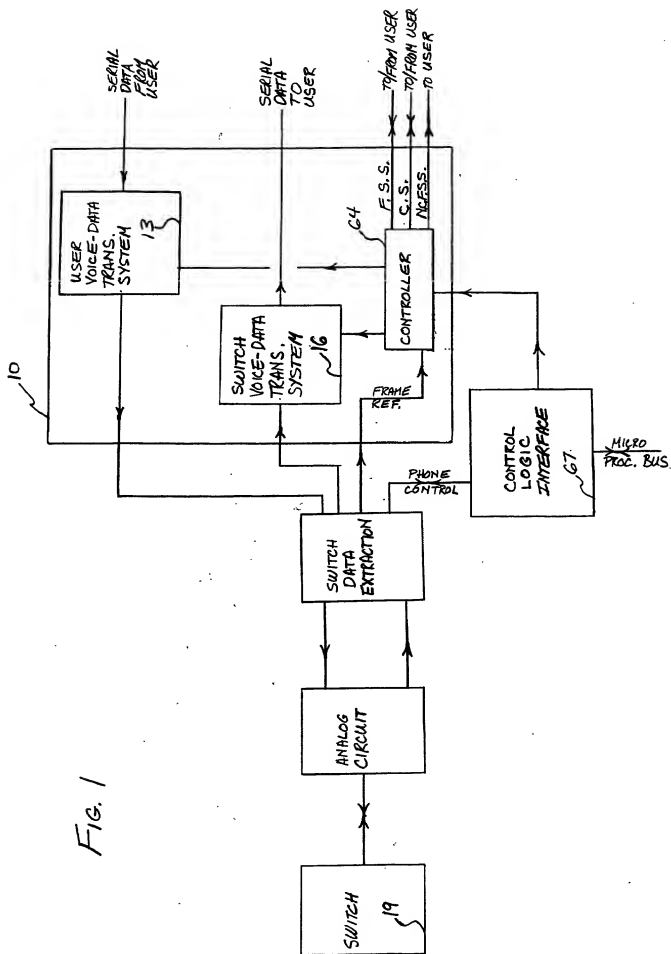 10
SERIAL
DATA
FROM
USER
USER
VOICE-DATA
TRANS.
SYSTEM
13
SERIAL
DATA
TO
USER
SWITCH
VOICE-DATA
TRANS.
SYSTEM
16
64
CONTROLLER
F.S.S.
C.S.
N.C.F.S.S.
TO/FROM USER
TO/FROM USER
TO USER
FRAME
REF.
PHONE
CONTROL
CONTROL
LOGIC
INTERFACE
67
MICRO
PROC. BUS
SWITCH
DATA
EXTRACTION
ANALOG
CIRCUIT
SWITCH
19
FIG. 1